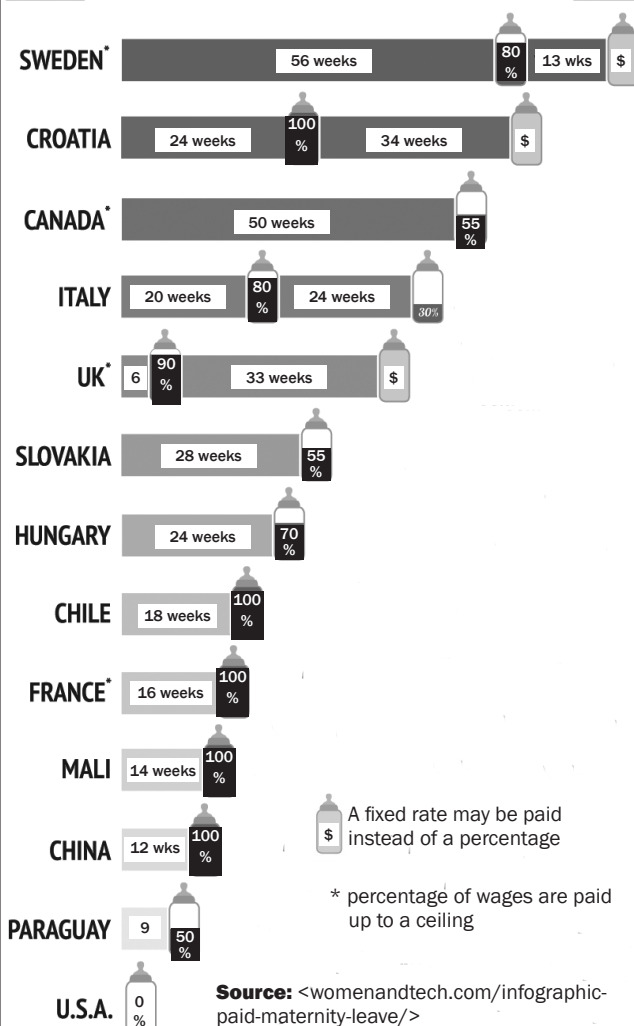 SWEDEN* 56 weeks 80 % 13 wks $
CROATIA 24 weeks 100 % 34 weeks $
CANADA* 50 weeks 55 %
ITALY 20 weeks 80 % 24 weeks 30%
UK* 6 90 % 33 weeks $
SLOVAKIA 28 weeks 55 %
HUNGARY 24 weeks 70 %
CHILE 18 weeks 100 %
FRANCE* 16 weeks 100 %
MALI 14 weeks 100 %
$ A fixed rate may be paid
instead of a percentage
CHINA 12 wks 100 %
* percentage of wages are paid
up to a ceiling
PARAGUAY 9 50 %
U.S.A. 0 %
Source: <womenandtech.com/infographic-
paid-maternity-leave/>